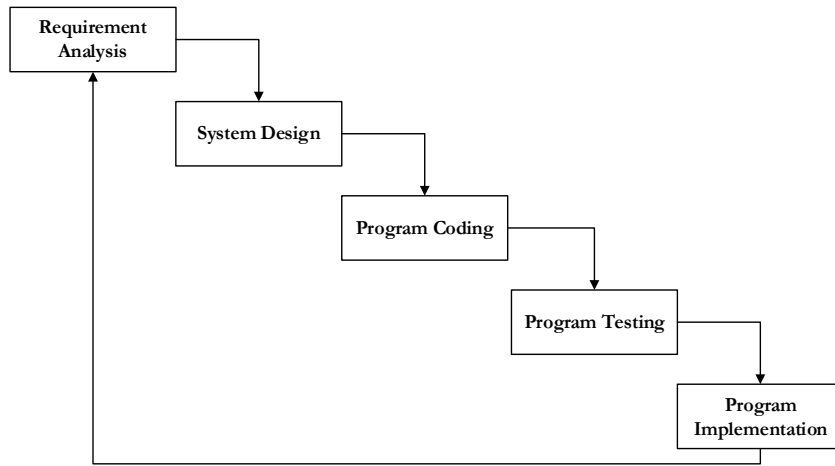 Requirement
Analysis
System Design
Program Coding
Program Testing
Program
Implementation